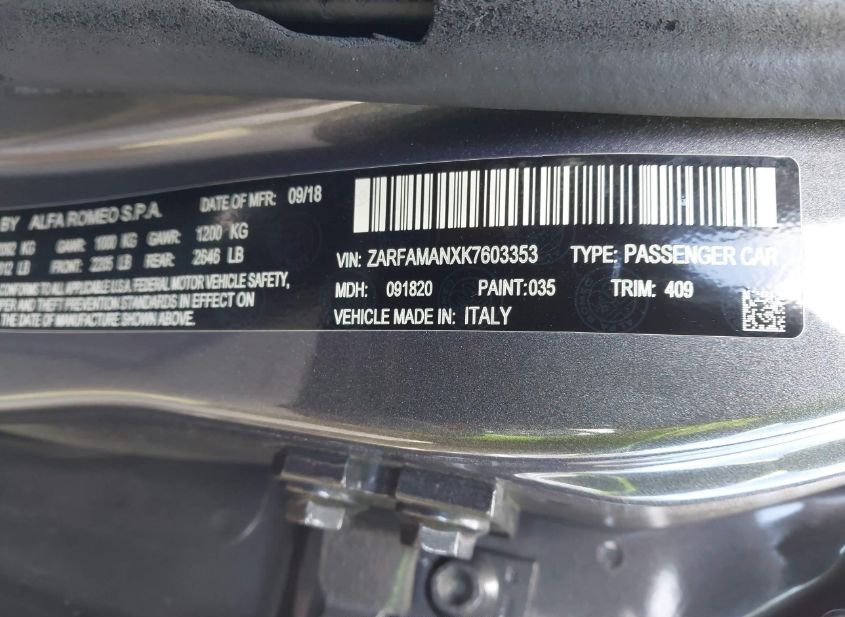 BY ALFA ROMEO S.P.A. DATE OF MFR: 09/18
KG GAWR: 1000 KG GAWR: 1200 KG
LB FRONT: 2205 LB REAR: 2646 LB
CONFORMS TO ALL APPLICABLE U.S.A. FEDERAL MOTOR VEHICLE SAFETY,
AND THEFT PREVENTION STANDARDS IN EFFECT ON
THE DATE OF MANUFACTURE SHOWN ABOVE.
VIN: ZARFAMANXK7603353 TYPE: PASSENGER CAR
MDH: 091820 PAINT:035 TRIM: 409
VEHICLE MADE IN: ITALY